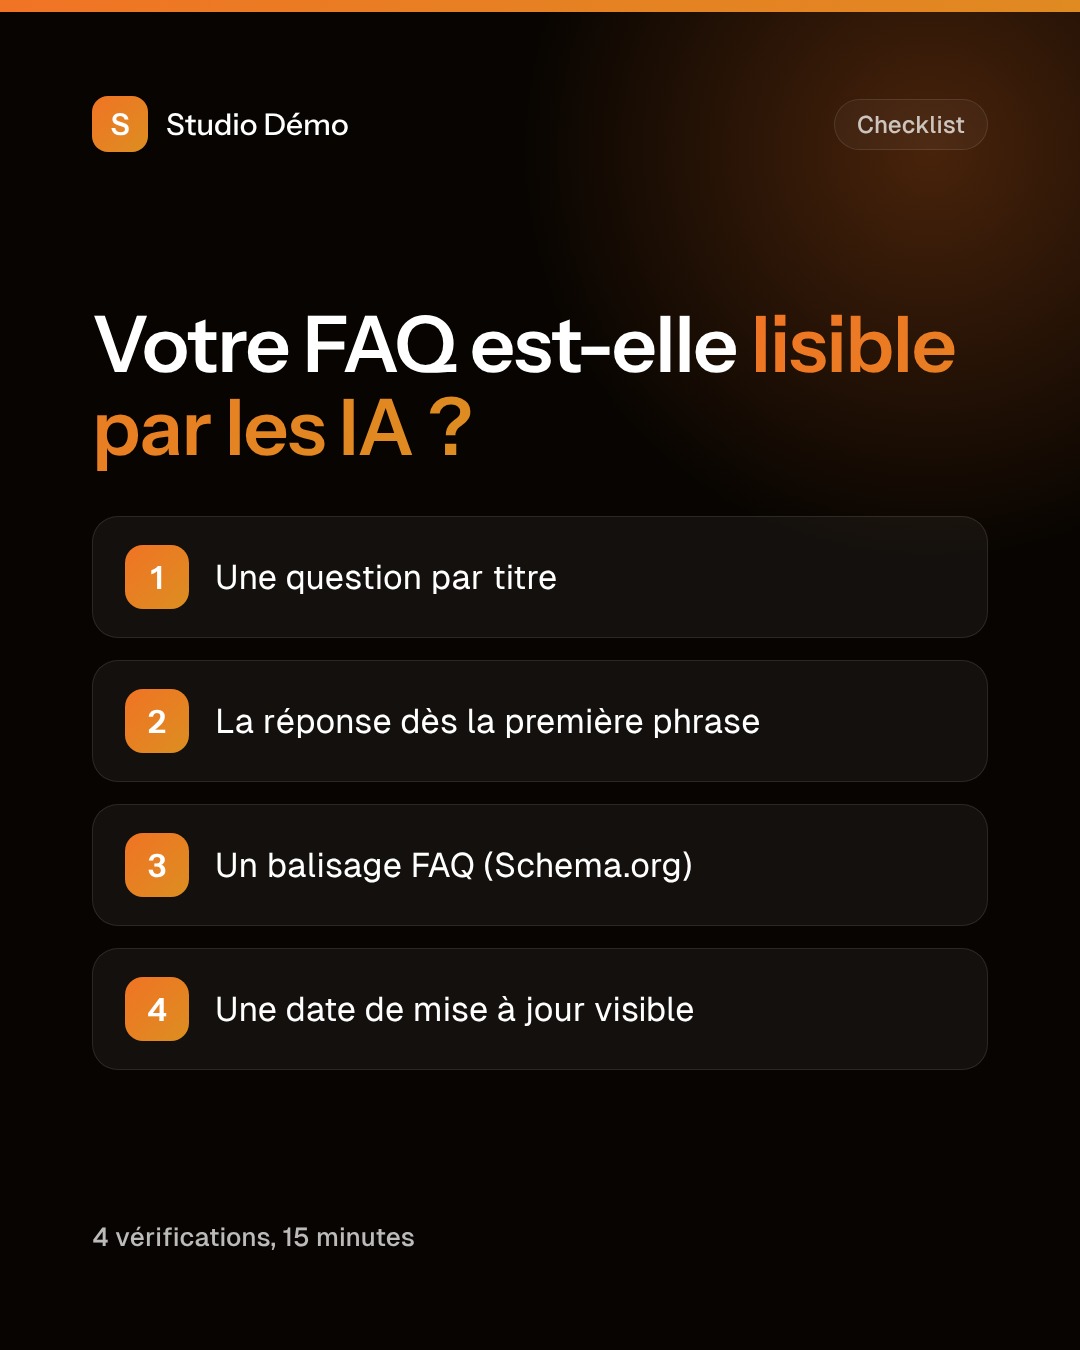 S Studio Démo
Checklist
Votre FAQ est-elle lisible
par les IA ?
1 Une question par titre
2 La réponse dès la première phrase
3 Un balisage FAQ (Schema.org)
4 Une date de mise à jour visible
4 vérifications, 15 minutes